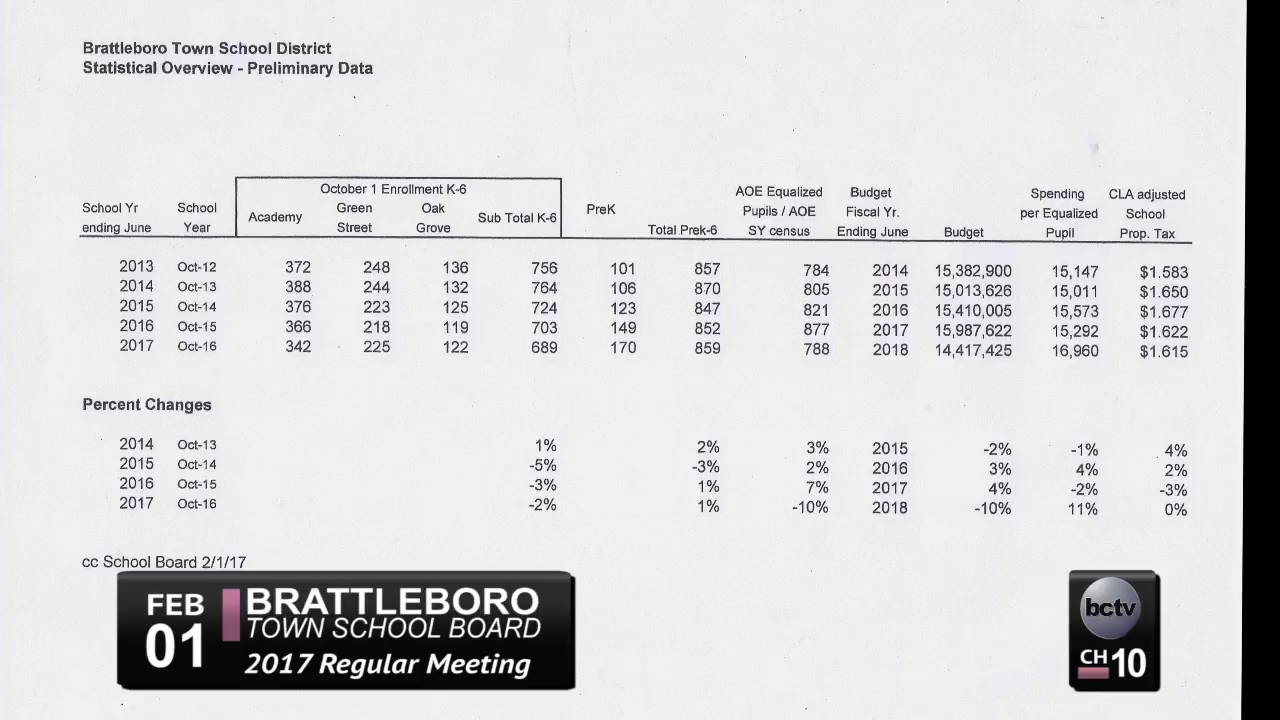 Brattleboro Town School District
Statistical Overview - Preliminary Data
October 1 Enrollment K-6
School Yr ending June | School Year | Academy | Green Street | Oak Grove | Sub Total K-6 | PreK | Total Prek-6 | AOE Equalized Pupils / AOE SY census | Budget Fiscal Yr. Ending June | Budget | Spending per Equalized Pupil | CLA adjusted School Prop. Tax
2013 Oct-12 372 248 136 756 101 857 784 2014 15,382,900 15,147 $1.583
2014 Oct-13 388 244 132 764 106 870 805 2015 15,013,626 15,011 $1.650
2015 Oct-14 376 223 125 724 123 847 821 2016 15,410,005 15,573 $1.677
2016 Oct-15 366 218 119 703 149 852 877 2017 15,987,622 15,292 $1.622
2017 Oct-16 342 225 122 689 170 859 788 2018 14,417,425 16,960 $1.615
Percent Changes
2014 Oct-13 1% 2% 3% 2015 -2% -1% 4%
2015 Oct-14 -5% -3% 2% 2016 3% 4% 2%
2016 Oct-15 -3% 1% 7% 2017 4% -2% -3%
2017 Oct-16 -2% 1% -10% 2018 -10% 11% 0%
cc School Board 2/1/17
FEB
01
BRATTLEBORO
TOWN SCHOOL BOARD
2017 Regular Meeting
bctv
CH 10